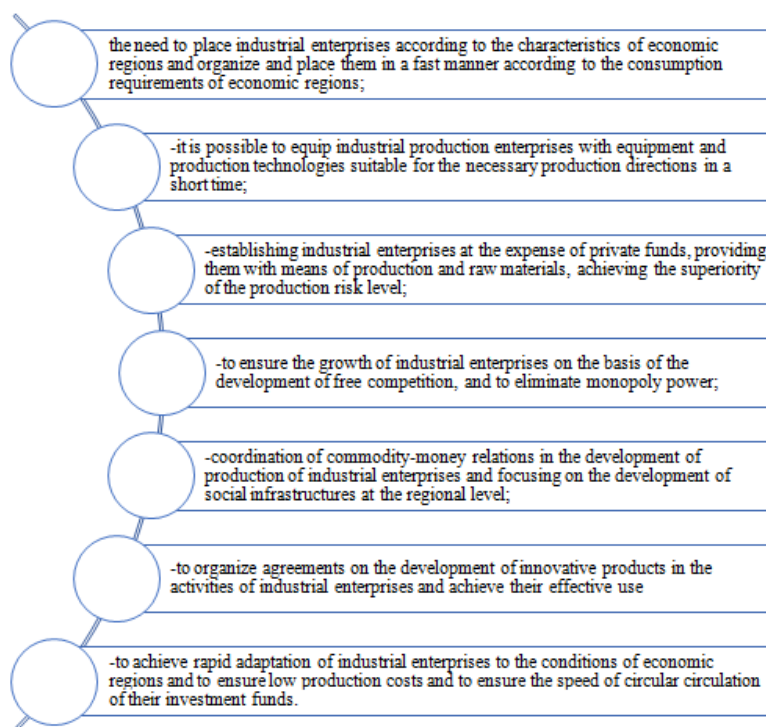 the need to place industrial enterprises according to the characteristics of economic
regions and organize and place them in a fast manner according to the consumption
requirements of economic regions;
-it is possible to equip industrial production enterprises with equipment and
production technologies suitable for the necessary production directions in a
short time;
-establishing industrial enterprises at the expense of private funds, providing
them with means of production and raw materials, achieving the superiority
of the production risk level;
-to ensure the growth of industrial enterprises on the basis of the
development of free competition, and to eliminate monopoly power;
-coordination of commodity-money relations in the development of
production of industrial enterprises and focusing on the development of
social infrastructures at the regional level;
-to organize agreements on the development of innovative products in the
activities of industrial enterprises and achieve their effective use
-to achieve rapid adaptation of industrial enterprises to the conditions of economic
regions and to ensure low production costs and to ensure the speed of circular circulation
of their investment funds.